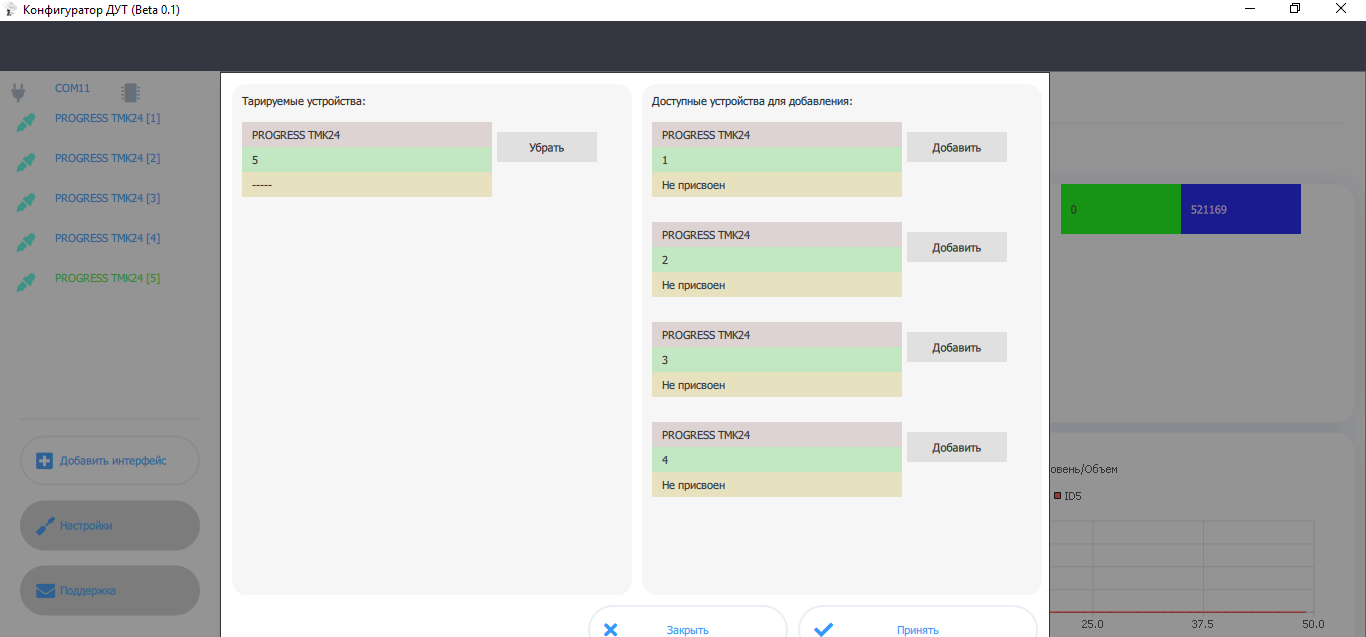 Конфигуратор ДУТ (Beta 0.1)
COM11
PROGRESS TMK24 [1]
PROGRESS TMK24 [2]
PROGRESS TMK24 [3]
PROGRESS TMK24 [4]
PROGRESS TMK24 [5]
Добавить интерфейс
Настройки
Поддержка
Тарируемые устройства:
PROGRESS TMK24
5
-----
Убрать
Доступные устройства для добавления:
PROGRESS TMK24
1
Не присвоен
Добавить
PROGRESS TMK24
2
Не присвоен
Добавить
PROGRESS TMK24
3
Не присвоен
Добавить
PROGRESS TMK24
4
Не присвоен
Добавить
Закрыть
Принять
0
521169
овень/Объем
ID5
25.0
37.5
50.0